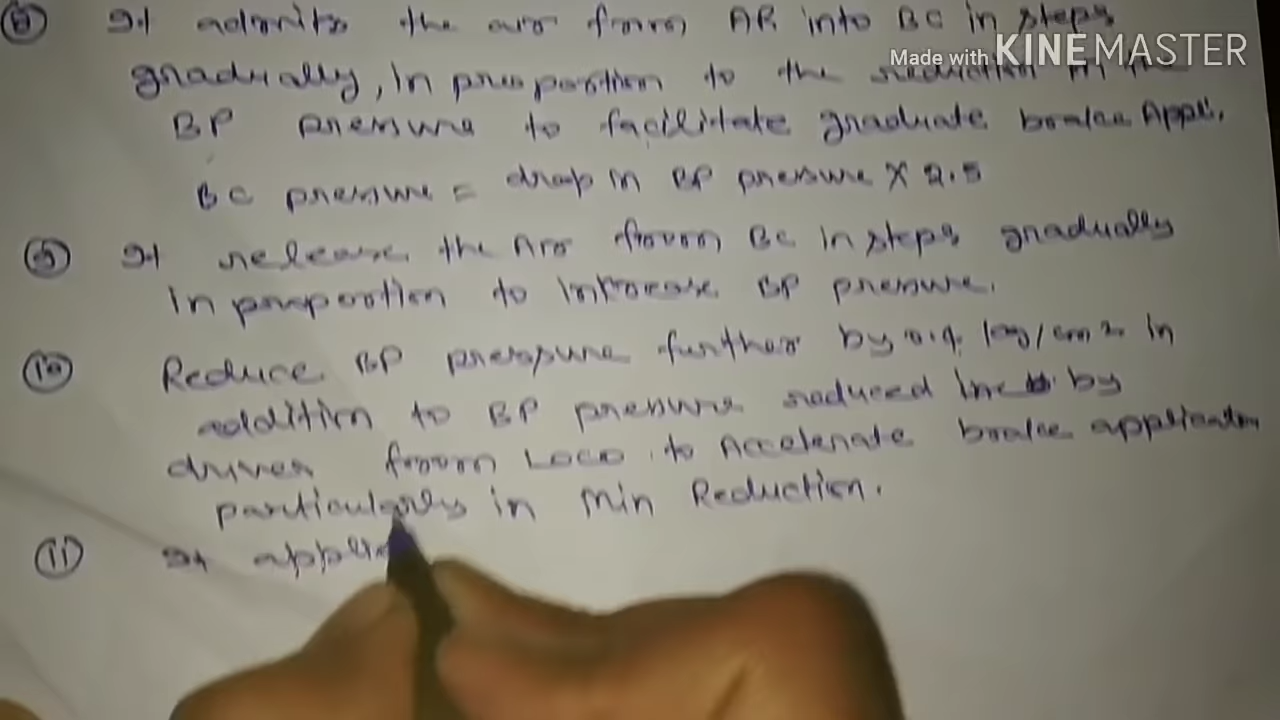 ⑧ It admits the air from AR into BC in steps
Made with KINEMASTER
gradually, in proportion to the reduction in the
BP pressure to facilitate graduate brake Appl.
BC pressure = drop in BP pressure X 2.5
⑨ It release the Air from BC in steps gradually
in proportion to increase BP pressure.
⑩ Reduce BP pressure further by 0.4 kg/cm2 in
addition to BP pressure reduced by
driver from Loco to Accelerate brake application
particularly in Min Reduction.
⑪ It applie